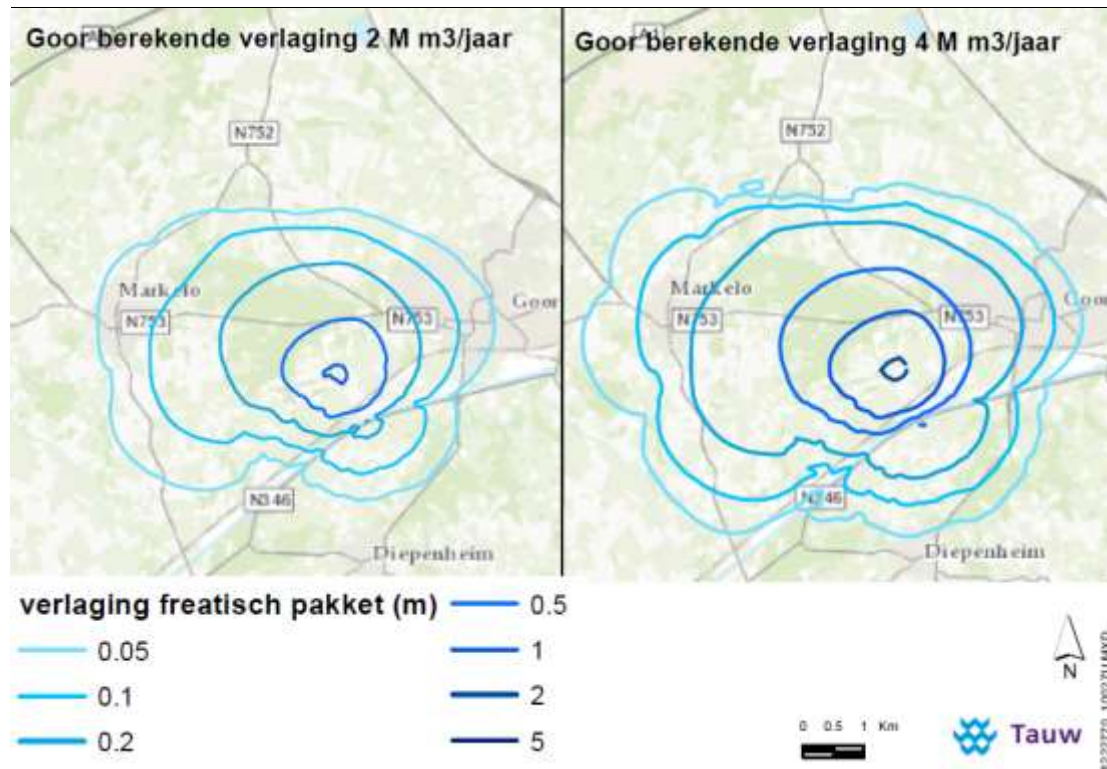 Goor berekende verlaging 2 M m3/jaar
N752
Markelo
N753
N753
Goor
N346
Diepenheim
Goor berekende verlaging 4 M m3/jaar
N752
Markelo
N753
N753
Goor
N346
Diepenheim
verlaging freatisch pakket (m)
0.05
0.1
0.2
0.5
1
2
5
N
0 0.5 1 Km
Tauw